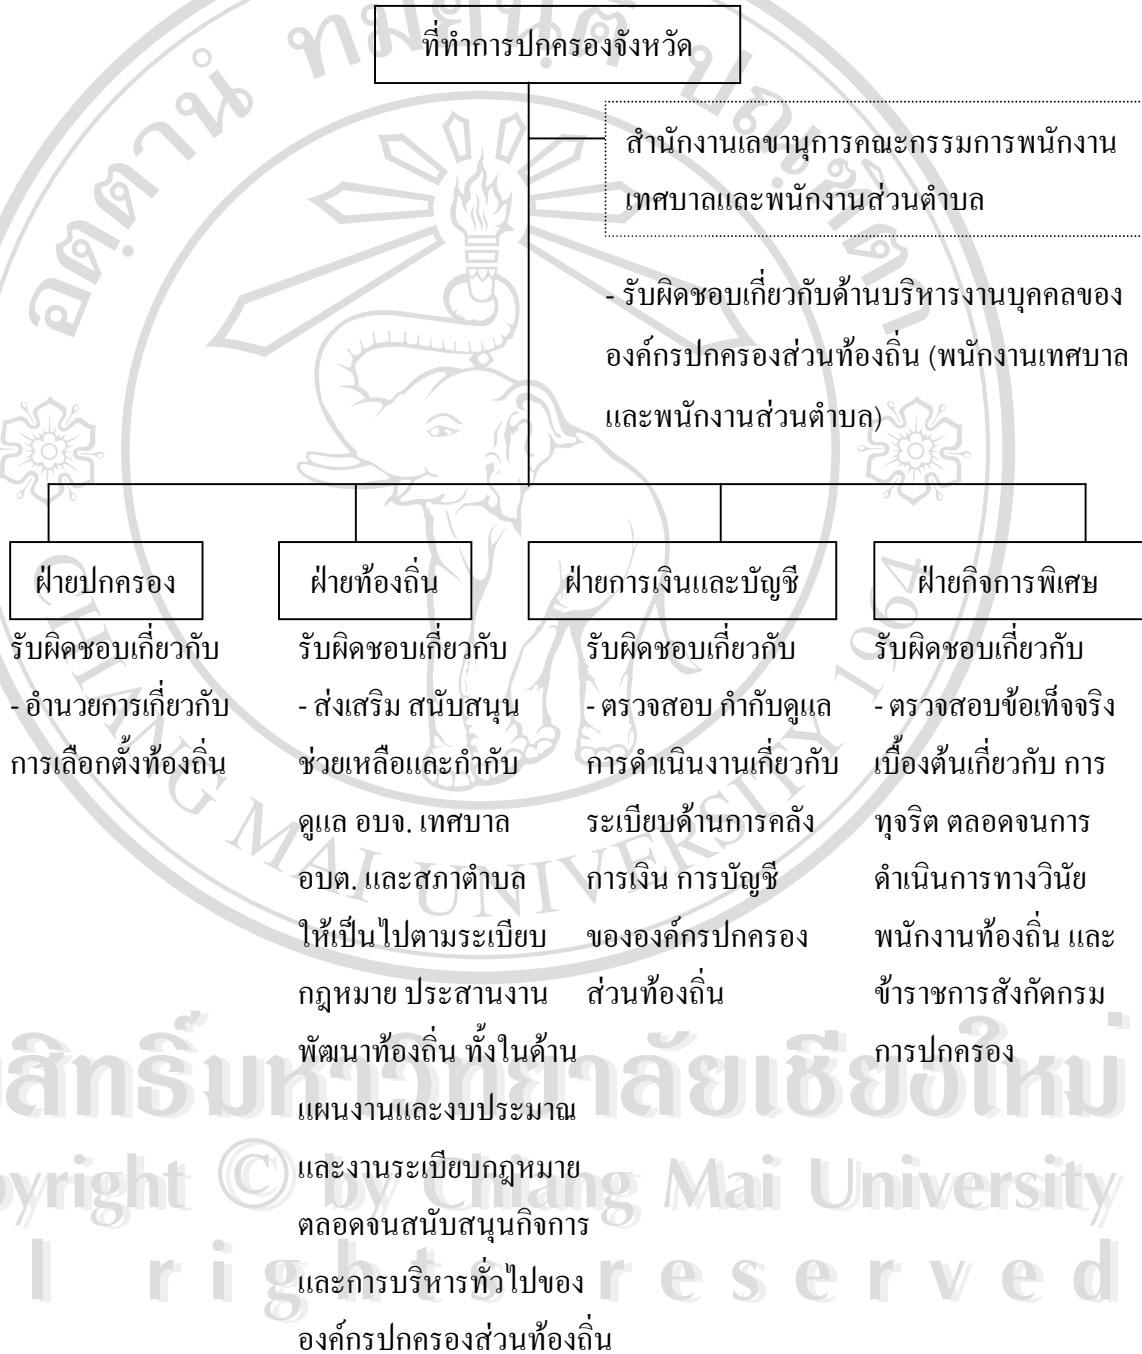 ที่ทำการปกครองจังหวัด
สำนักงานเลขานุการคณะกรรมการพนักงาน
เทศบาลและพนักงานส่วนตำบล
- รับผิดชอบเกี่ยวกับด้านบริหารงานบุคคลของ
องค์กรปกครองส่วนท้องถิ่น (พนักงานเทศบาล
และพนักงานส่วนตำบล)
ฝ่ายปกครอง
รับผิดชอบเกี่ยวกับ
- อำนวยการเกี่ยวกับ
การเลือกตั้งท้องถิ่น
ฝ่ายท้องถิ่น
รับผิดชอบเกี่ยวกับ
- ส่งเสริม สนับสนุน
ช่วยเหลือและกำกับ
ดูแล อบจ. เทศบาล
อบต. และสภาตำบล
ให้เป็นไปตามระเบียบ
กฎหมาย ประสานงาน
พัฒนาท้องถิ่น ทั้งในด้าน
แผนงานและงบประมาณ
และงานระเบียบกฎหมาย
ตลอดจนสนับสนุนกิจการ
และการบริหารทั่วไปของ
องค์กรปกครองส่วนท้องถิ่น
ฝ่ายการเงินและบัญชี
รับผิดชอบเกี่ยวกับ
- ตรวจสอบ กำกับดูแล
การดำเนินงานเกี่ยวกับ
ระเบียบด้านการคลัง
การเงิน การบัญชี
ขององค์กรปกครอง
ส่วนท้องถิ่น
ฝ่ายกิจการพิเศษ
รับผิดชอบเกี่ยวกับ
- ตรวจสอบข้อเท็จจริง
เบื้องต้นเกี่ยวกับ การ
ทุจริต ตลอดจนการ
ดำเนินการทางวินัย
พนักงานท้องถิ่น และ
ข้าราชการสังกัดกรม
การปกครอง
CHIANG MAI UNIVERSITY 1964
สิทธิ์มหาวิทยาลัยเชียงใหม่
pyright © by Chiang Mai University
l rights reserved